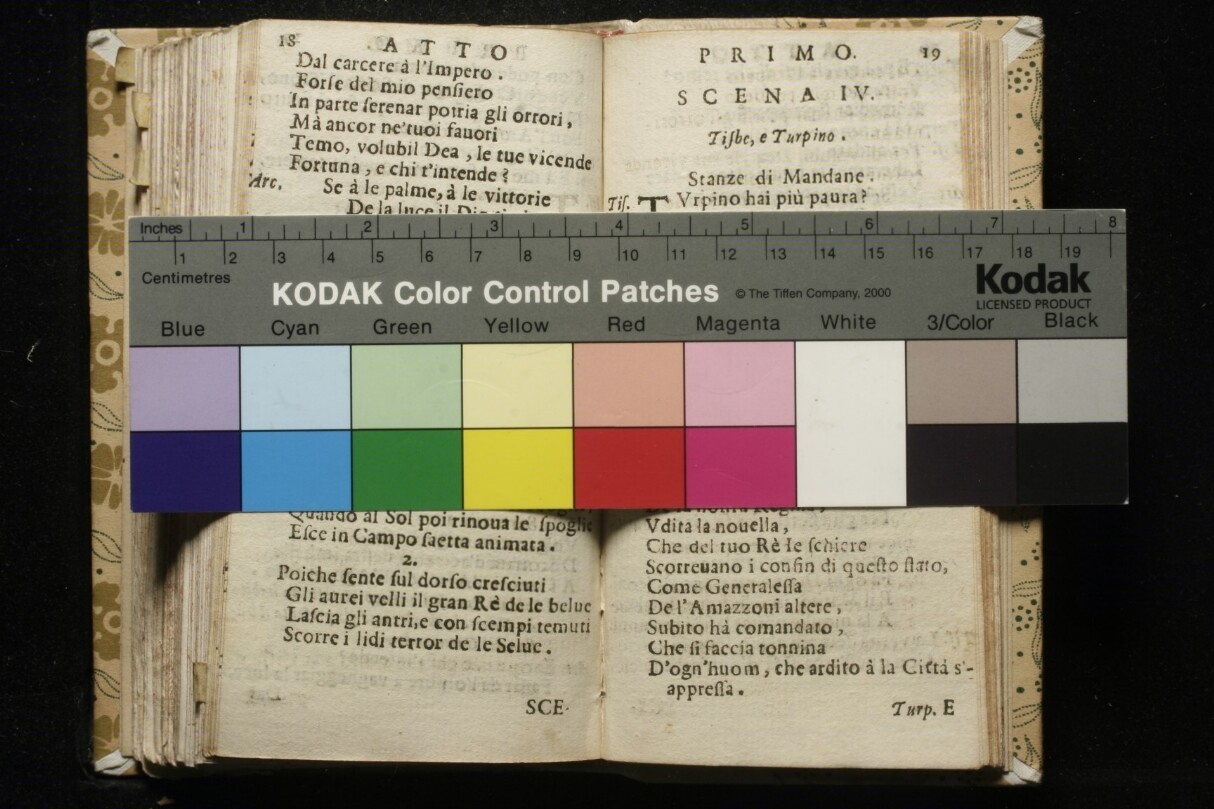 18
A T T O
Dal carcere à l'Impero .
Forſe del mio penſiero
In parte ſerenar potria gli orrori ,
Mà ancor ne'tuoi fauori
Temo, volubil Dea , le tue vicende
Fortuna , e chi t'intende ?
Arc. Se à le palme, à le vittorie
De la luce il
Quando al Sol poi rinoua le ſpoglie
Eſce in Campo ſaetta animata .
2.
Poiche ſente ſul dorſo creſciuti
Gli aurei velli il gran Rè de le belue
Laſcia gli antri,e con ſcempi temuti
Scorre i lidi terror de le Selue .
SCE-
P R I M O. 19
S C E N A IV.
Tiſbe, e Turpino .
Stanze di Mandane .
Tiſ. TVrpino hai più paura?
Vdita la nouella ,
Che del tuo Rè le ſchiere
Scorreuano i confin di queſto ſtato,
Come Generaleſſa
De l'Amazzoni altere ,
Subito hà comandato ,
Che ſi faccia tonnina
D'ogn'huom , che ardito à la Città s'-
appreſſa .
Turp. E
Inches 1 2 3 4 5 6 7 8
1 2 3 4 5 6 7 8 9 10 11 12 13 14 15 16 17 18 19
Centimetres
KODAK Color Control Patches © The Tiffen Company, 2000
Kodak
LICENSED PRODUCT
Blue Cyan Green Yellow Red Magenta White 3/Color Black